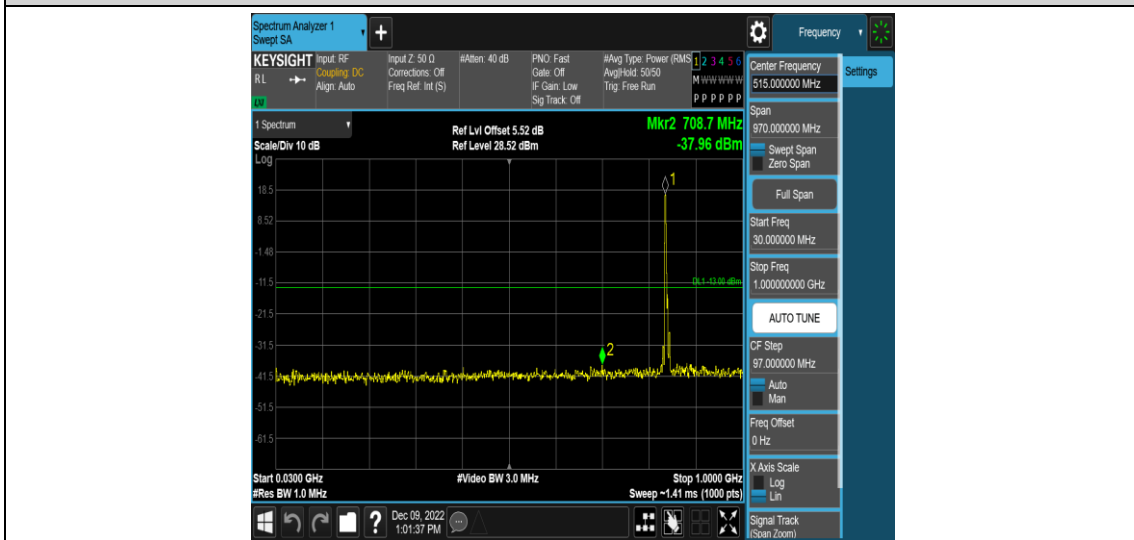 Spectrum Analyzer 1
Swept SA
+
Frequency
KEYSIGHT
RL
LXI
Input: RF
Coupling: DC
Align: Auto
Input Z: 50 Ω
Corrections: Off
Freq Ref: Int (S)
#Atten: 40 dB
PNO: Fast
Gate: Off
IF Gain: Low
Sig Track: Off
#Avg Type: Power (RMS
Avg|Hold: 50/50
Trig: Free Run
1 2 3 4 5 6
M W W W W W
P P P P P P
1 Spectrum
Scale/Div 10 dB
Ref Lvl Offset 5.52 dB
Ref Level 28.52 dBm
Mkr2 708.7 MHz
-37.96 dBm
Log
18.5
8.52
-1.48
-11.5
-21.5
-31.5
-41.5
-51.5
-61.5
1
DL1 -13.00 dBm
2
Start 0.0300 GHz
#Res BW 1.0 MHz
#Video BW 3.0 MHz
Stop 1.0000 GHz
Sweep ~1.41 ms (1000 pts)
Dec 09, 2022
1:01:37 PM
?
Center Frequency
515.000000 MHz
Settings
Span
970.000000 MHz
Swept Span
Zero Span
Full Span
Start Freq
30.000000 MHz
Stop Freq
1.000000000 GHz
AUTO TUNE
CF Step
97.000000 MHz
Auto
Man
Freq Offset
0 Hz
X Axis Scale
Log
Lin
Signal Track
(Span Zoom)